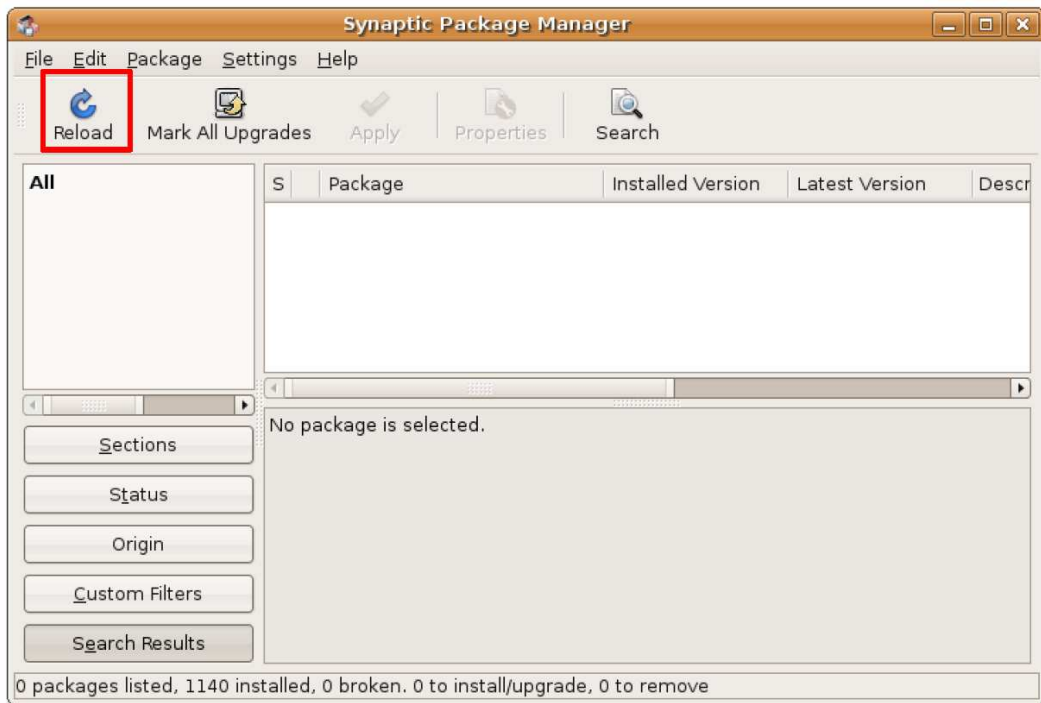 Synaptic Package Manager
File Edit Package Settings Help
Reload Mark All Upgrades Apply Properties Search
All
S Package Installed Version Latest Version Descr
No package is selected.
Sections
Status
Origin
Custom Filters
Search Results
0 packages listed, 1140 installed, 0 broken. 0 to install/upgrade, 0 to remove